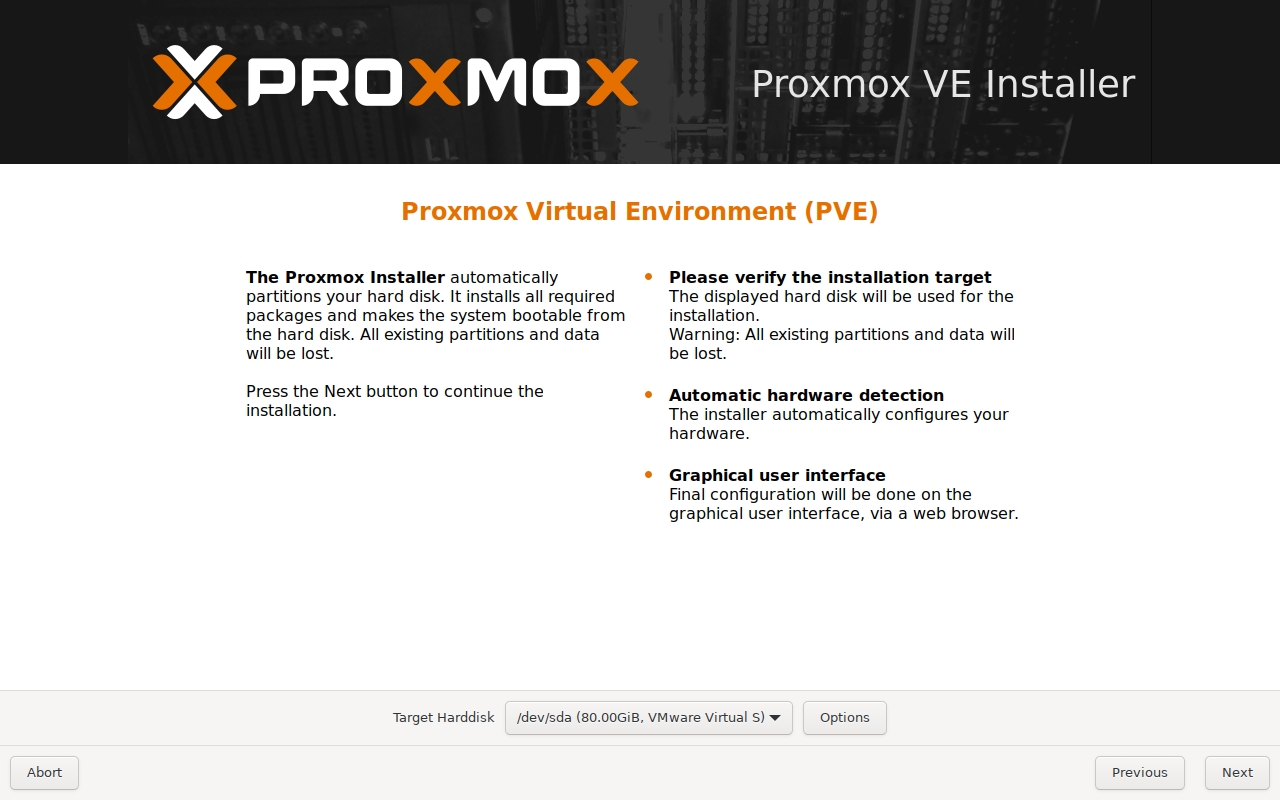 PROXMOX
Proxmox VE Installer
Proxmox Virtual Environment (PVE)
The Proxmox Installer automatically
partitions your hard disk. It installs all required
packages and makes the system bootable from
the hard disk. All existing partitions and data
will be lost.
Press the Next button to continue the
installation.
Please verify the installation target
The displayed hard disk will be used for the
installation.
Warning: All existing partitions and data will
be lost.
Automatic hardware detection
The installer automatically configures your
hardware.
Graphical user interface
Final configuration will be done on the
graphical user interface, via a web browser.
Target Harddisk /dev/sda (80.00GiB, VMware Virtual S) Options
Abort Previous Next